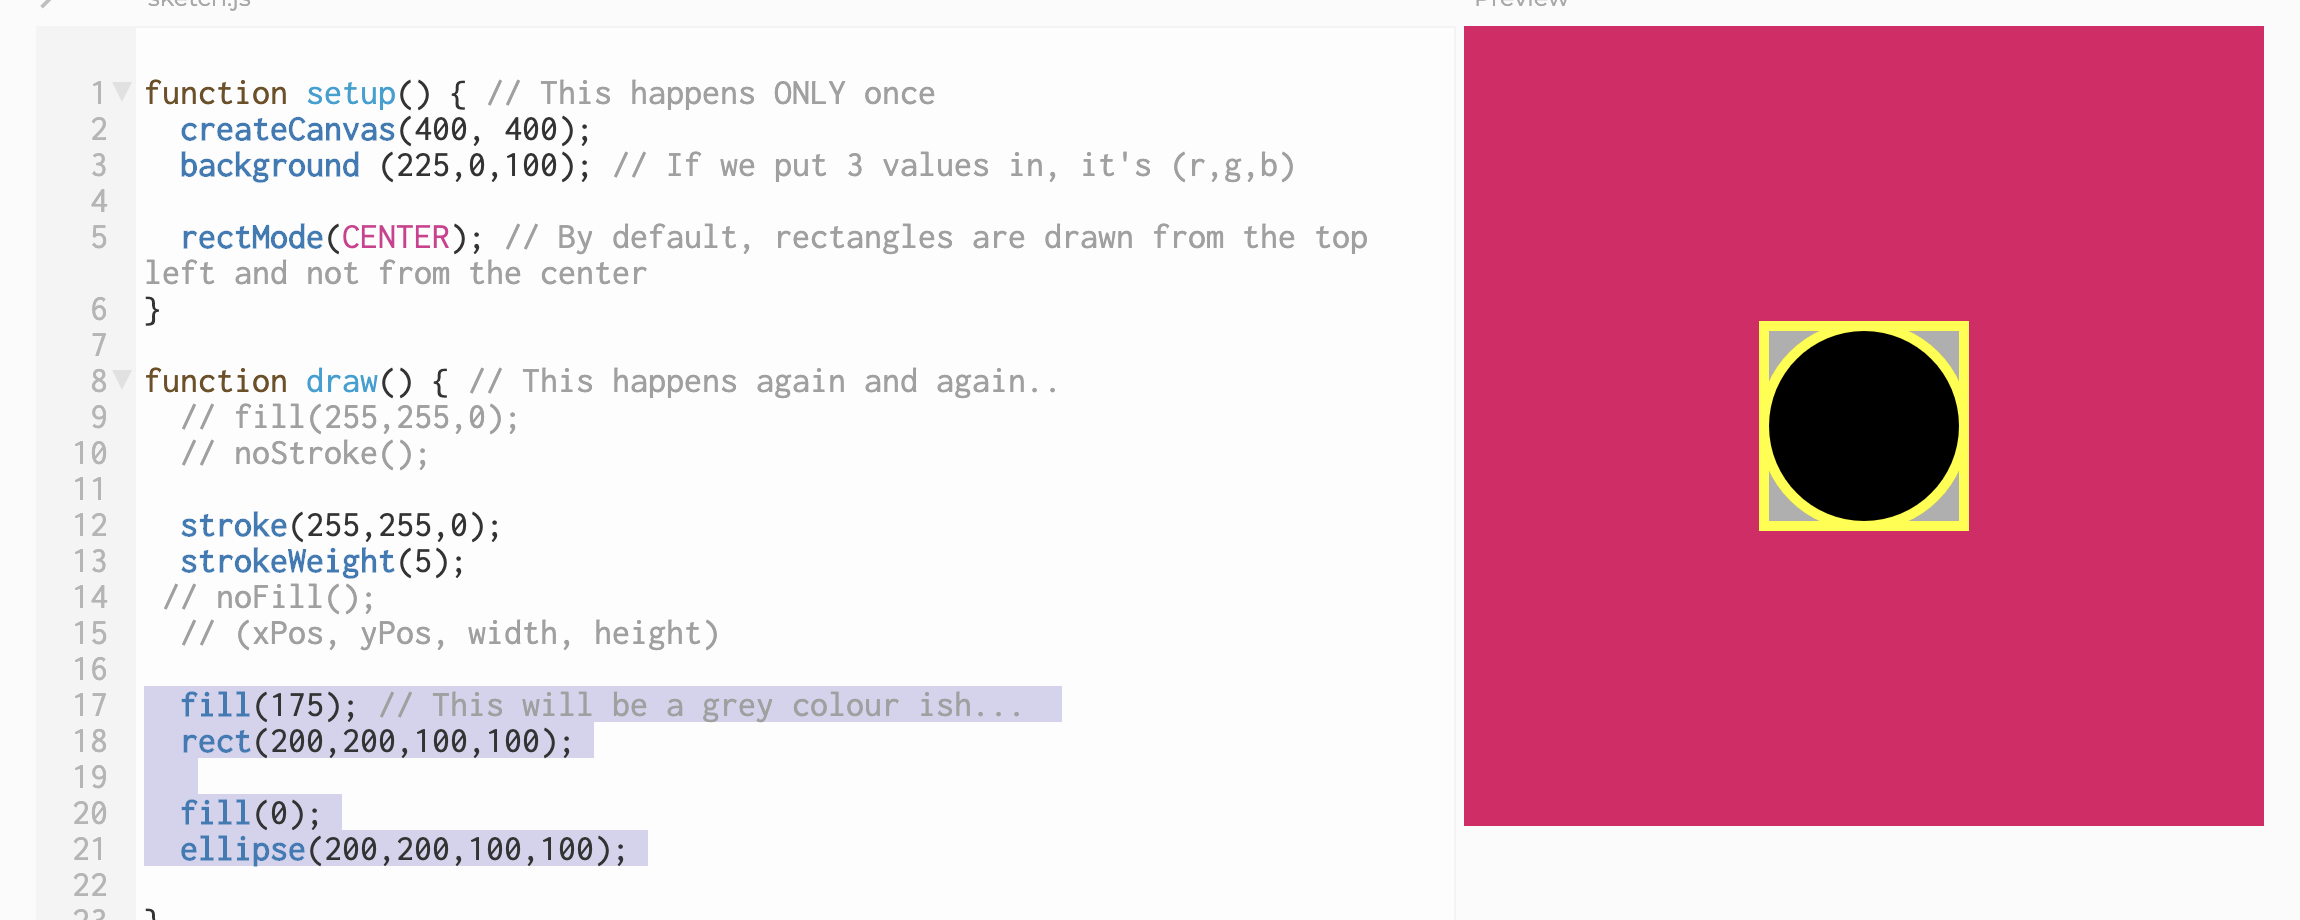 sketch.js
Preview
1 function setup() { // This happens ONLY once
2 createCanvas(400, 400);
3 background (225,0,100); // If we put 3 values in, it's (r,g,b)
4
5 rectMode(CENTER); // By default, rectangles are drawn from the top
left and not from the center
6 }
7
8 function draw() { // This happens again and again..
9 // fill(255,255,0);
10 // noStroke();
11
12 stroke(255,255,0);
13 strokeWeight(5);
14 // noFill();
15 // (xPos, yPos, width, height)
16
17 fill(175); // This will be a grey colour ish...
18 rect(200,200,100,100);
19
20 fill(0);
21 ellipse(200,200,100,100);
22
23 }